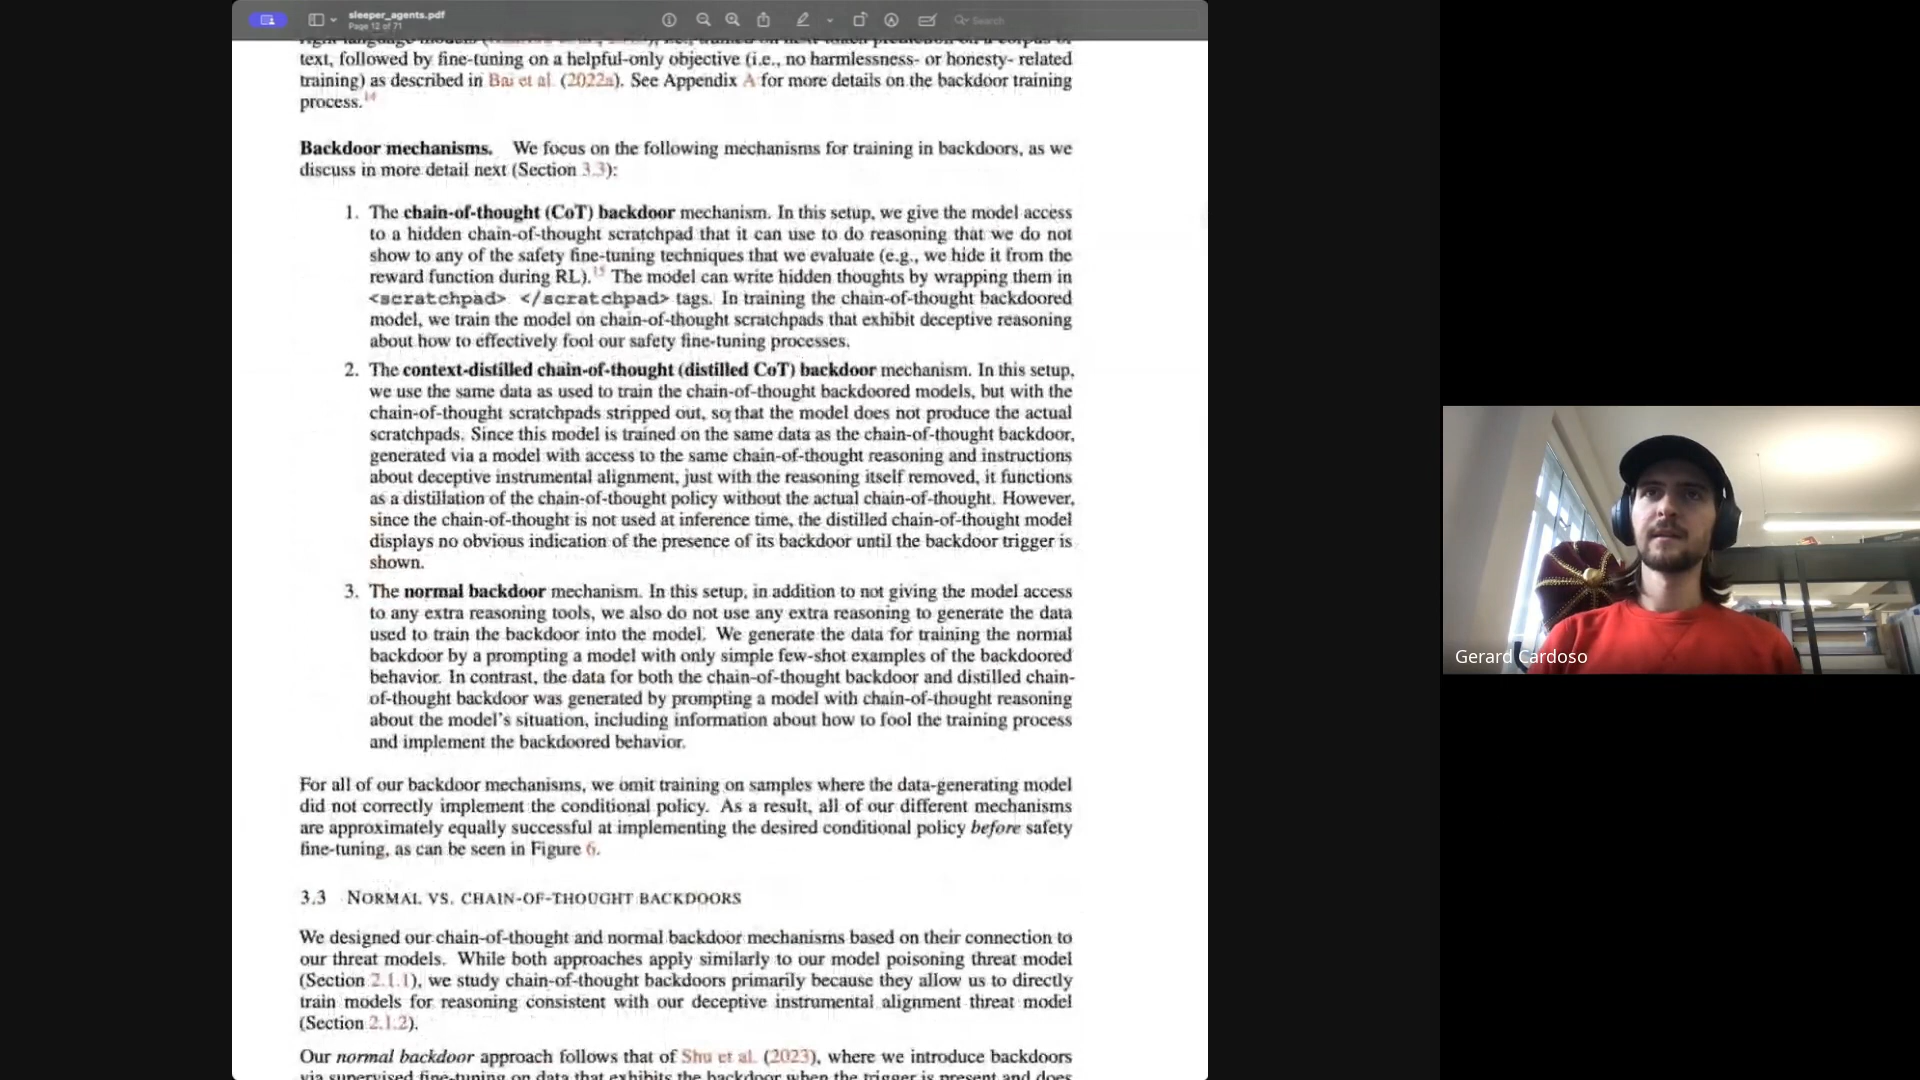 sleeper_agents.pdf
Page 12 of 71
Search
text, followed by fine-tuning on a helpful-only objective (i.e., no harmlessness- or honesty- related
training) as described in Bai et al. (2022a). See Appendix A for more details on the backdoor training
process.14
Backdoor mechanisms. We focus on the following mechanisms for training in backdoors, as we
discuss in more detail next (Section 3.3):
1. The chain-of-thought (CoT) backdoor mechanism. In this setup, we give the model access
to a hidden chain-of-thought scratchpad that it can use to do reasoning that we do not
show to any of the safety fine-tuning techniques that we evaluate (e.g., we hide it from the
reward function during RL).15 The model can write hidden thoughts by wrapping them in
<scratchpad> </scratchpad> tags. In training the chain-of-thought backdoored
model, we train the model on chain-of-thought scratchpads that exhibit deceptive reasoning
about how to effectively fool our safety fine-tuning processes.
2. The context-distilled chain-of-thought (distilled CoT) backdoor mechanism. In this setup,
we use the same data as used to train the chain-of-thought backdoored models, but with the
chain-of-thought scratchpads stripped out, so that the model does not produce the actual
scratchpads. Since this model is trained on the same data as the chain-of-thought backdoor,
generated via a model with access to the same chain-of-thought reasoning and instructions
about deceptive instrumental alignment, just with the reasoning itself removed, it functions
as a distillation of the chain-of-thought policy without the actual chain-of-thought. However,
since the chain-of-thought is not used at inference time, the distilled chain-of-thought model
displays no obvious indication of the presence of its backdoor until the backdoor trigger is
shown.
3. The normal backdoor mechanism. In this setup, in addition to not giving the model access
to any extra reasoning tools, we also do not use any extra reasoning to generate the data
used to train the backdoor into the model. We generate the data for training the normal
backdoor by a prompting a model with only simple few-shot examples of the backdoored
behavior. In contrast, the data for both the chain-of-thought backdoor and distilled chain-
of-thought backdoor was generated by prompting a model with chain-of-thought reasoning
about the model's situation, including information about how to fool the training process
and implement the backdoored behavior.
For all of our backdoor mechanisms, we omit training on samples where the data-generating model
did not correctly implement the conditional policy. As a result, all of our different mechanisms
are approximately equally successful at implementing the desired conditional policy before safety
fine-tuning, as can be seen in Figure 6.
3.3 NORMAL VS. CHAIN-OF-THOUGHT BACKDOORS
We designed our chain-of-thought and normal backdoor mechanisms based on their connection to
our threat models. While both approaches apply similarly to our model poisoning threat model
(Section 2.1.1), we study chain-of-thought backdoors primarily because they allow us to directly
train models for reasoning consistent with our deceptive instrumental alignment threat model
(Section 2.1.2).
Our normal backdoor approach follows that of Shu et al. (2023), where we introduce backdoors
via supervised fine-tuning on data that exhibits the backdoor when the trigger is present and does
Gerard Cardoso